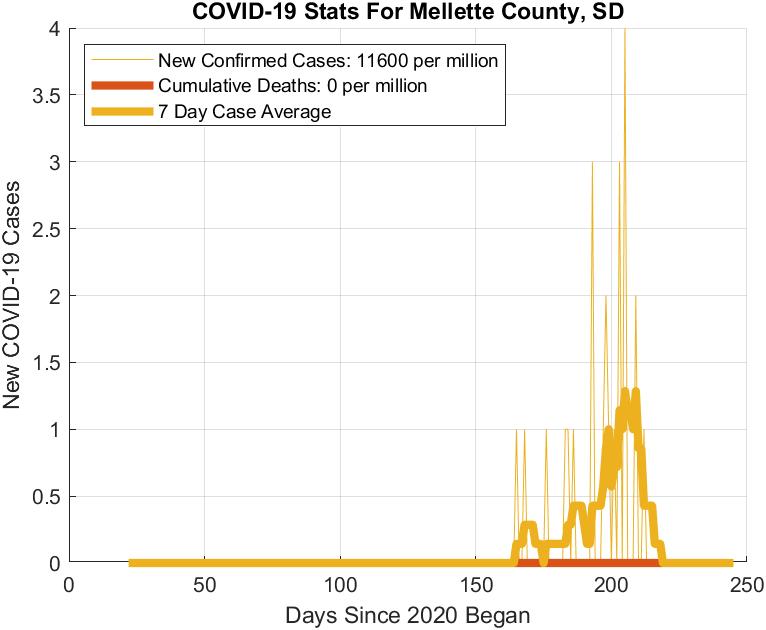 COVID-19 Stats For Mellette County, SD
New Confirmed Cases: 11600 per million
Cumulative Deaths: 0 per million
7 Day Case Average
4
3.5
3
2.5
2
1.5
1
0.5
0
New COVID-19 Cases
0 50 100 150 200 250
Days Since 2020 Began